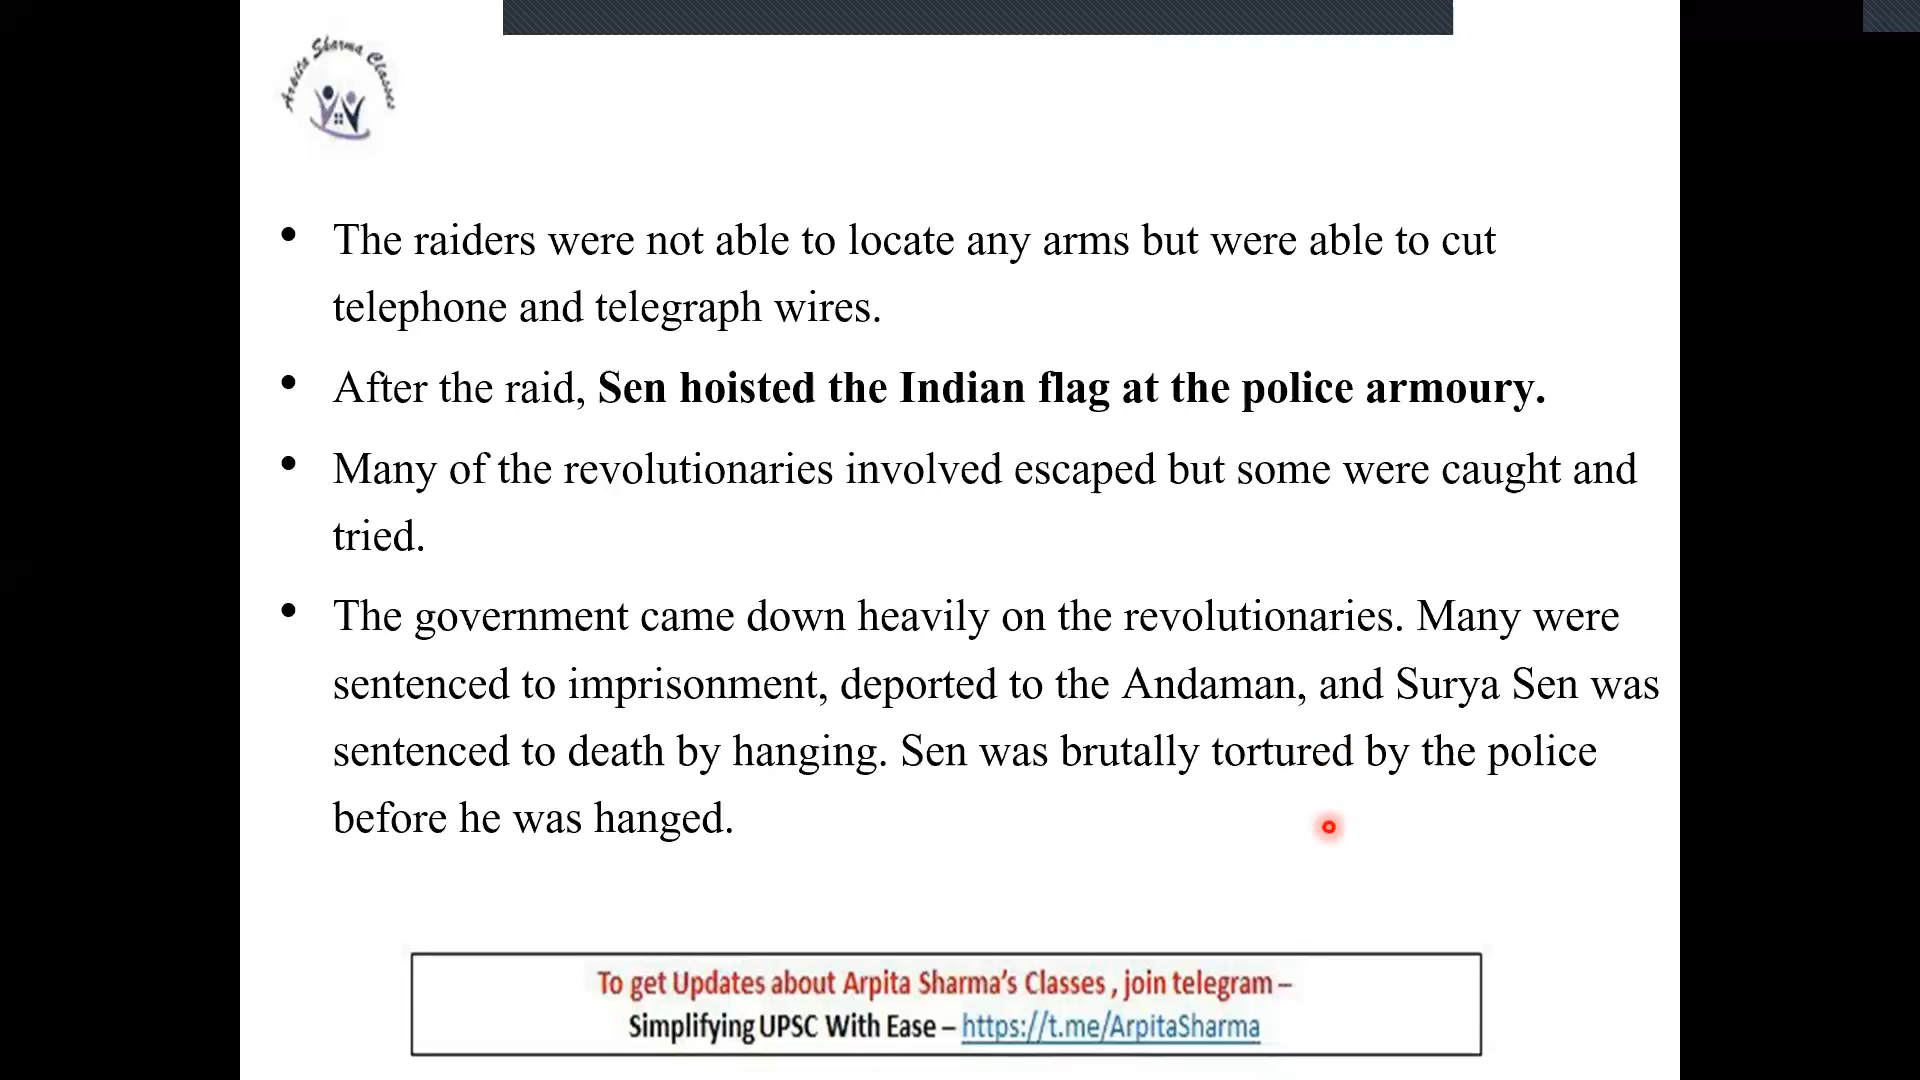 Arpita Sharma Classes
• The raiders were not able to locate any arms but were able to cut
telephone and telegraph wires.
• After the raid, Sen hoisted the Indian flag at the police armoury.
• Many of the revolutionaries involved escaped but some were caught and
tried.
• The government came down heavily on the revolutionaries. Many were
sentenced to imprisonment, deported to the Andaman, and Surya Sen was
sentenced to death by hanging. Sen was brutally tortured by the police
before he was hanged.
To get Updates about Arpita Sharma's Classes , join telegram –
Simplifying UPSC With Ease – https://t.me/ArpitaSharma